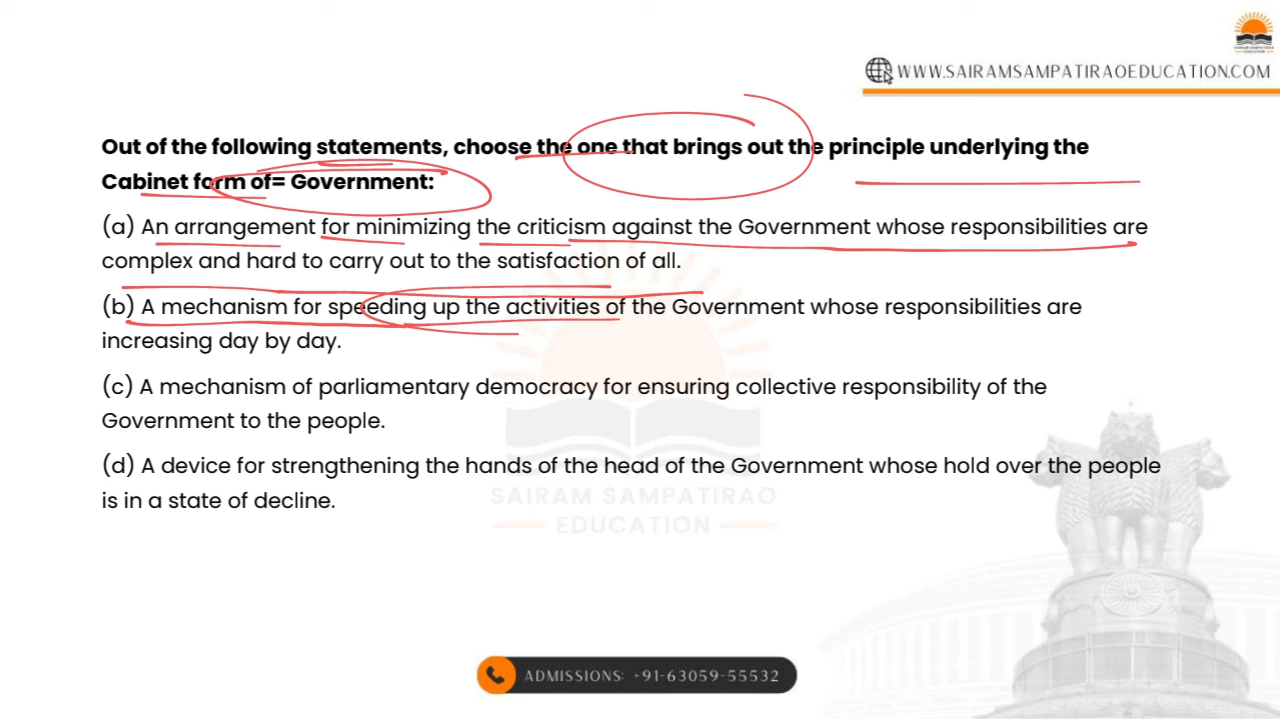 WWW.SAIRAMSAMPATIRAOEDUCATION.COM
Out of the following statements, choose the one that brings out the principle underlying the
Cabinet form of= Government:
(a) An arrangement for minimizing the criticism against the Government whose responsibilities are
complex and hard to carry out to the satisfaction of all.
(b) A mechanism for speeding up the activities of the Government whose responsibilities are
increasing day by day.
(c) A mechanism of parliamentary democracy for ensuring collective responsibility of the
Government to the people.
(d) A device for strengthening the hands of the head of the Government whose hold over the people
is in a state of decline.
SAIRAM SAMPATIRAO
EDUCATION
ADMISSIONS: +91-63059-55532